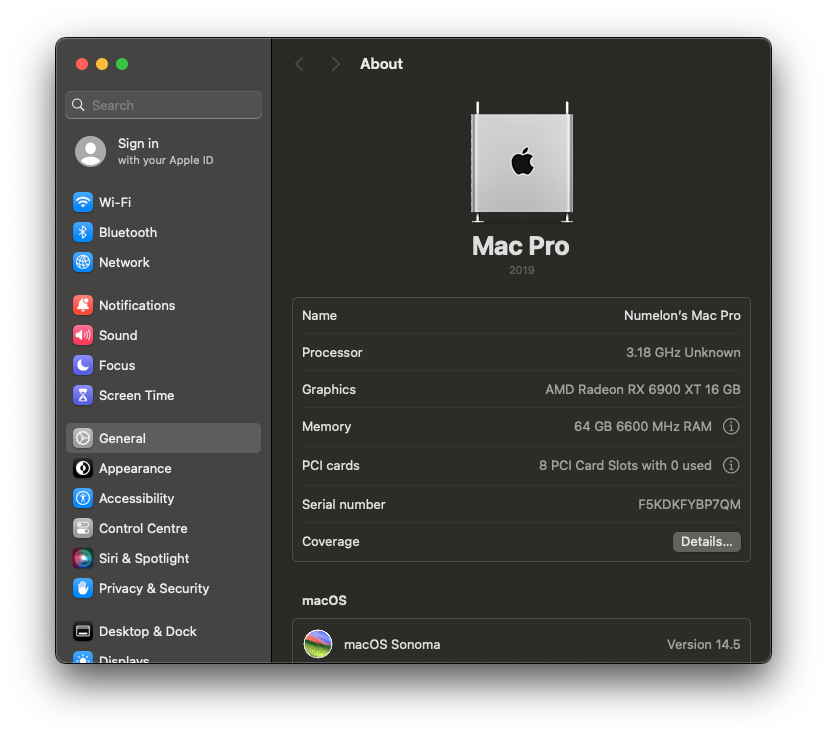 About
Search
Sign in
with your Apple ID
Wi-Fi
Bluetooth
Network
Notifications
Sound
Focus
Screen Time
General
Appearance
Accessibility
Control Centre
Siri & Spotlight
Privacy & Security
Desktop & Dock
Displays
Mac Pro
2019
Name Numelon's Mac Pro
Processor 3.18 GHz Unknown
Graphics AMD Radeon RX 6900 XT 16 GB
Memory 64 GB 6600 MHz RAM
PCI cards 8 PCI Card Slots with 0 used
Serial number F5KDKFYBP7QM
Coverage Details...
macOS
macOS Sonoma Version 14.5